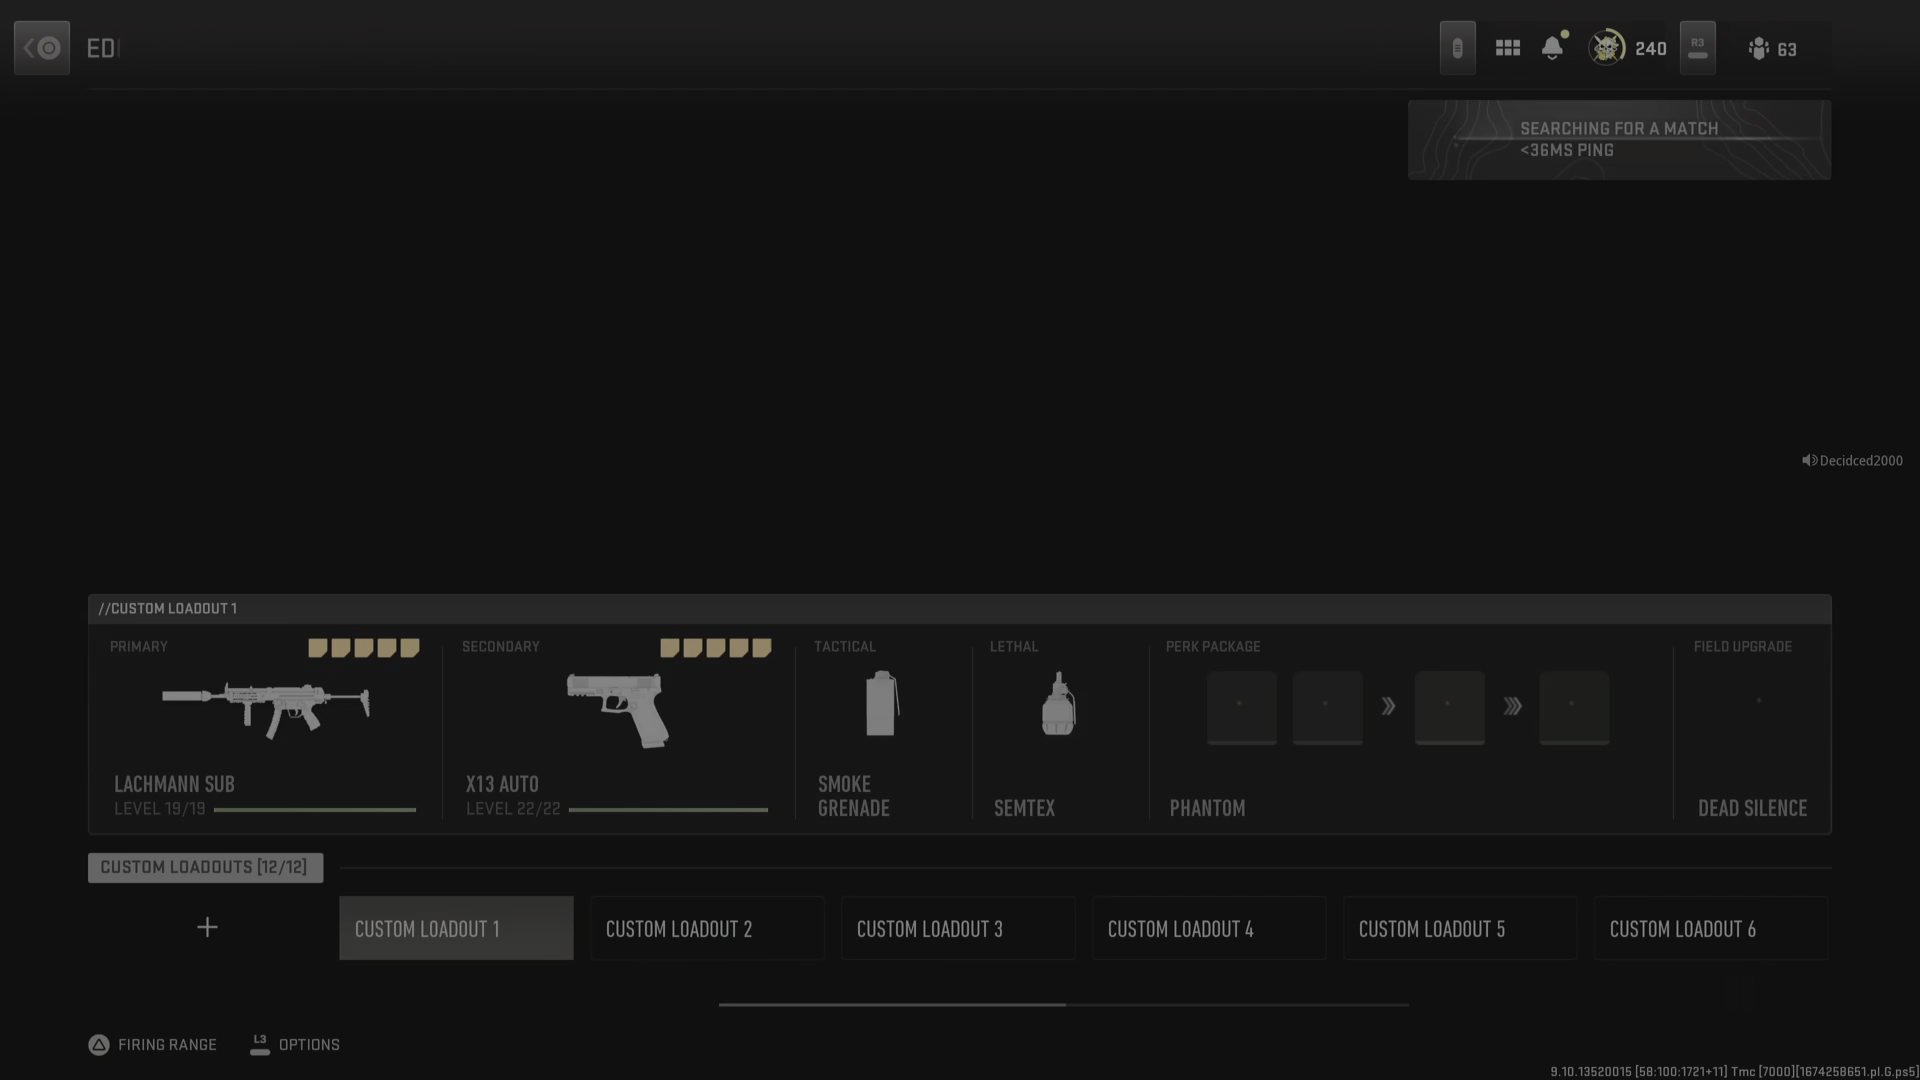 ED
240
R3
63
SEARCHING FOR A MATCH
<36MS PING
Decidced2000
//CUSTOM LOADOUT 1
PRIMARY
SECONDARY
TACTICAL
LETHAL
PERK PACKAGE
FIELD UPGRADE
LACHMANN SUB
LEVEL 19/19
X13 AUTO
LEVEL 22/22
SMOKE
GRENADE
SEMTEX
PHANTOM
DEAD SILENCE
CUSTOM LOADOUTS [12/12]
+
CUSTOM LOADOUT 1
CUSTOM LOADOUT 2
CUSTOM LOADOUT 3
CUSTOM LOADOUT 4
CUSTOM LOADOUT 5
CUSTOM LOADOUT 6
FIRING RANGE
L3
OPTIONS
9.10.13520015 [58:100:1721+11] Tmc [7000][1674258651.pl.G.ps5]